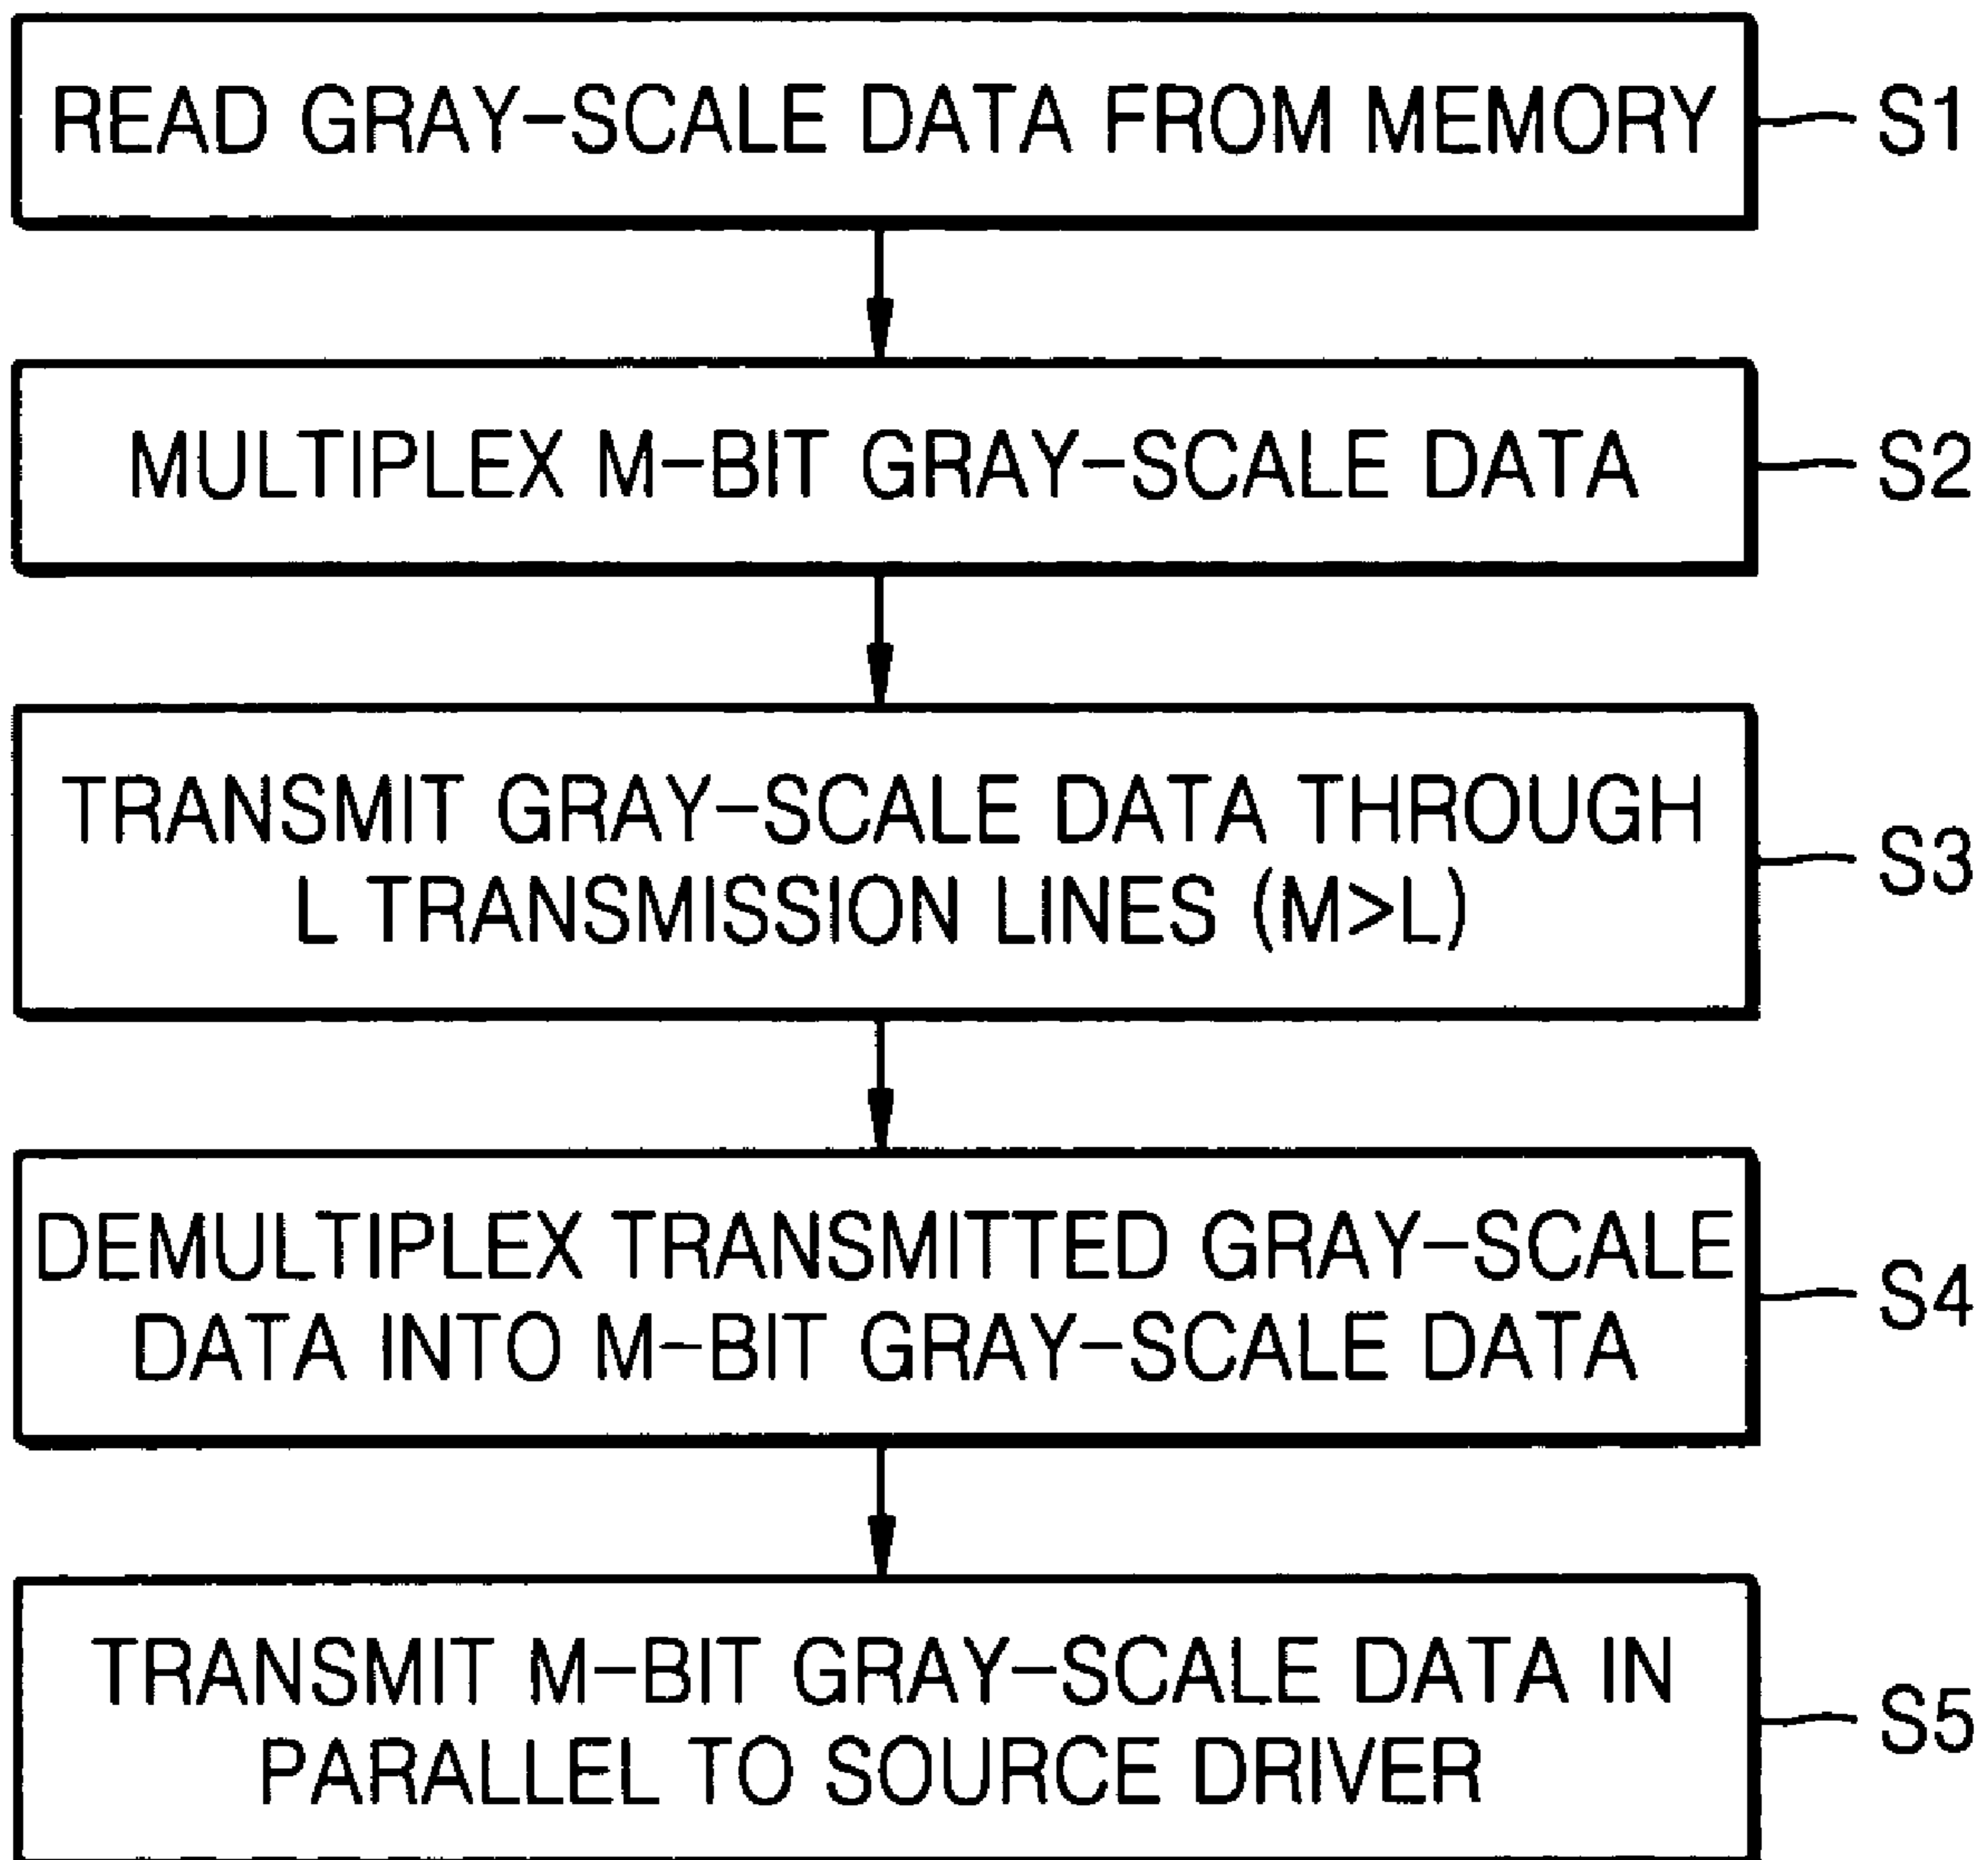 READ GRAY-SCALE DATA FROM MEMORY S1
MULTIPLEX M-BIT GRAY-SCALE DATA S2
TRANSMIT GRAY-SCALE DATA THROUGH
L TRANSMISSION LINES (M>L) S3
DEMULTIPLEX TRANSMITTED GRAY-SCALE
DATA INTO M-BIT GRAY-SCALE DATA S4
TRANSMIT M-BIT GRAY-SCALE DATA IN
PARALLEL TO SOURCE DRIVER S5